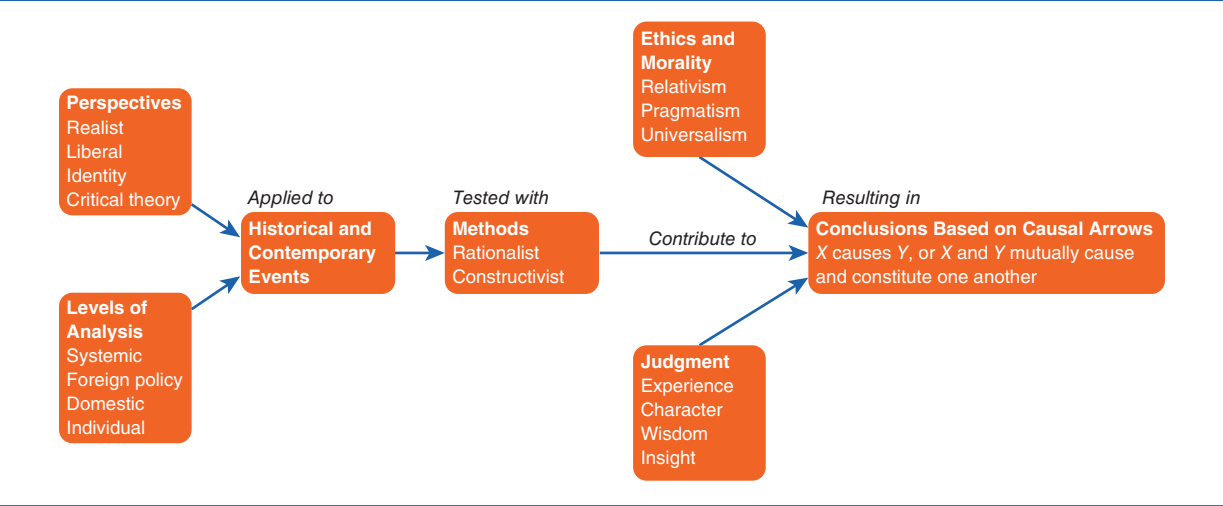 Perspectives
Realist
Liberal
Identity
Critical theory
Levels of
Analysis
Systemic
Foreign policy
Domestic
Individual
Applied to
Historical and
Contemporary
Events
Tested with
Methods
Rationalist
Constructivist
Ethics and
Morality
Relativism
Pragmatism
Universalism
Contribute to
Judgment
Experience
Character
Wisdom
Insight
Resulting in
Conclusions Based on Causal Arrows
X causes Y, or X and Y mutually cause
and constitute one another